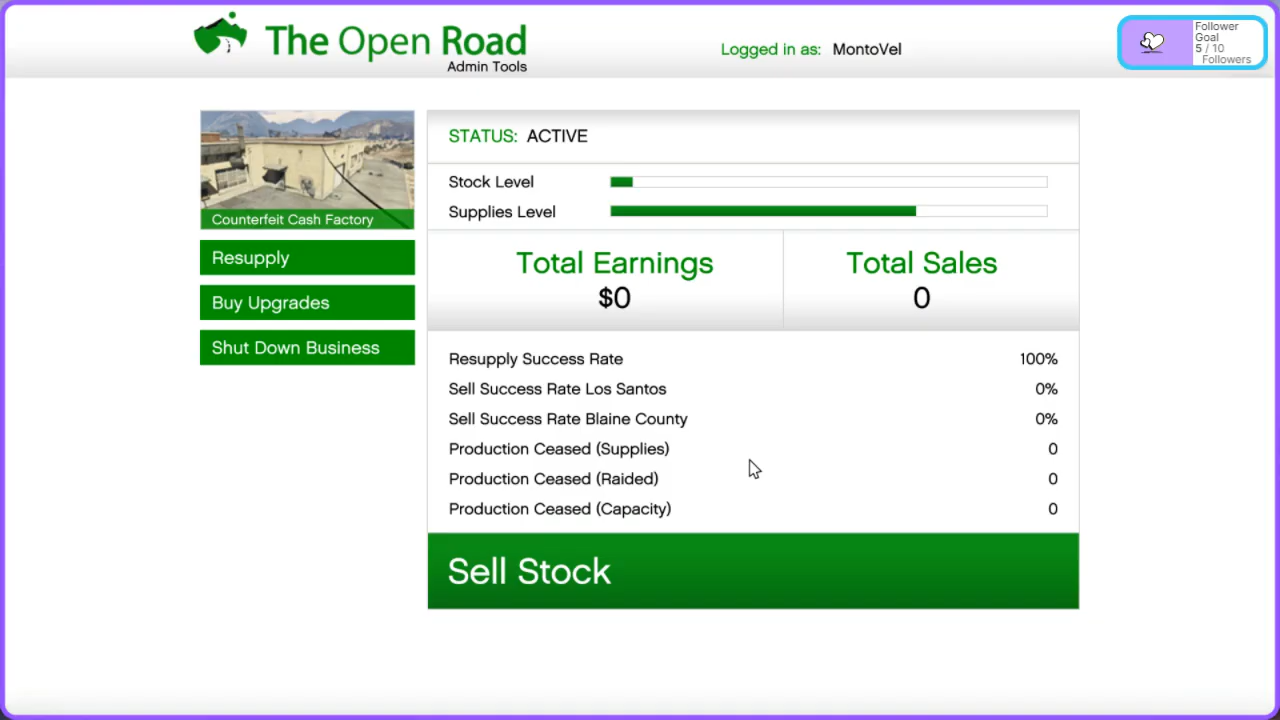 The Open Road
Admin Tools
Logged in as: MontoVel
Follower
Goal
5 / 10
Followers
Counterfeit Cash Factory
Resupply
Buy Upgrades
Shut Down Business
STATUS: ACTIVE
Stock Level
Supplies Level
Total Earnings
$0
Total Sales
0
Resupply Success Rate 100%
Sell Success Rate Los Santos 0%
Sell Success Rate Blaine County 0%
Production Ceased (Supplies) 0
Production Ceased (Raided) 0
Production Ceased (Capacity) 0
Sell Stock